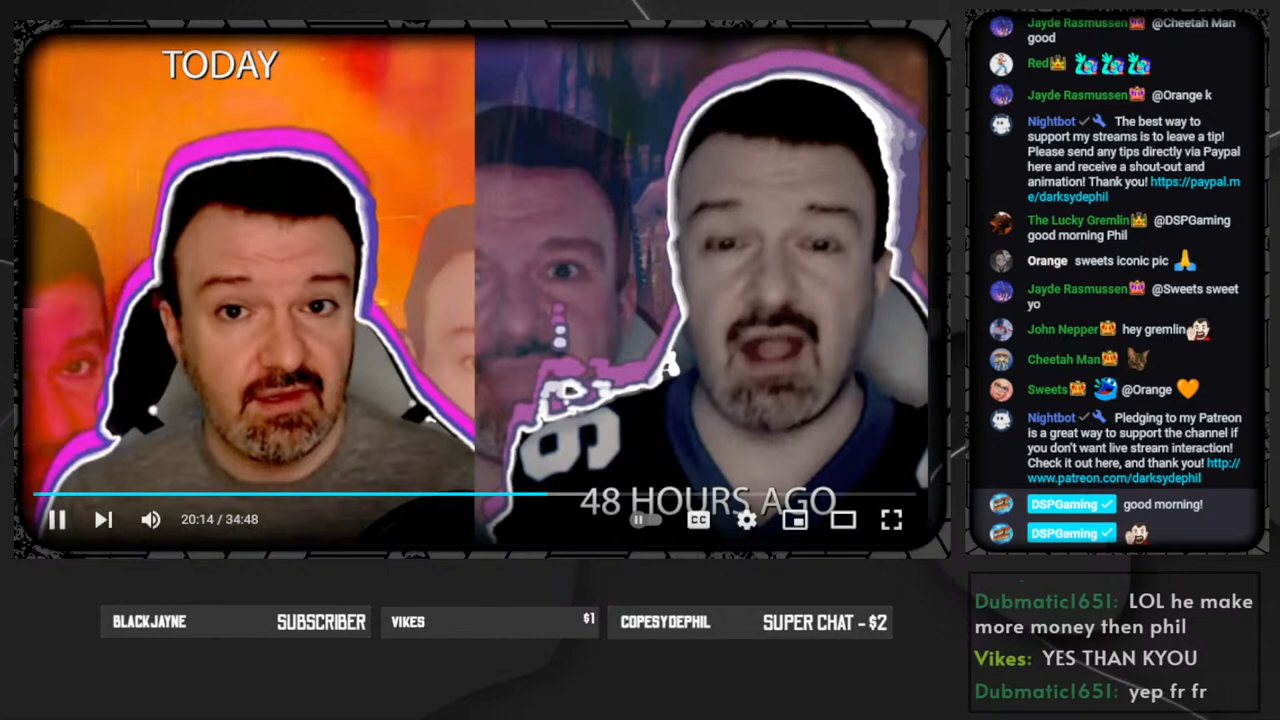 TODAY
48 HOURS AGO
20:14 / 34:48
CC
Jayde Rasmussen @Cheetah Man
good
Red
Jayde Rasmussen @Orange k
Nightbot The best way to
support my streams is to leave a tip!
Please send any tips directly via Paypal
here and receive a shout-out and
animation! Thank you! https://paypal.m
e/darksydephil
The Lucky Gremlin @DSPGaming
good morning Phil
Orange sweets iconic pic
Jayde Rasmussen @Sweets sweet
yo
John Nepper hey gremlin
Cheetah Man
Sweets @Orange
Nightbot Pledging to my Patreon
is a great way to support the channel if
you don't want live stream interaction!
Check it out here, and thank you! http://
www.patreon.com/darksydephil
DSPGaming good morning!
DSPGaming
BLACKJAYNE SUBSCRIBER
VIKES $1
COPESYDEPHIL SUPER CHAT - $2
Dubmatic1651: LOL he make
more money then phil
Vikes: YES THAN KYOU
Dubmatic1651: yep fr fr